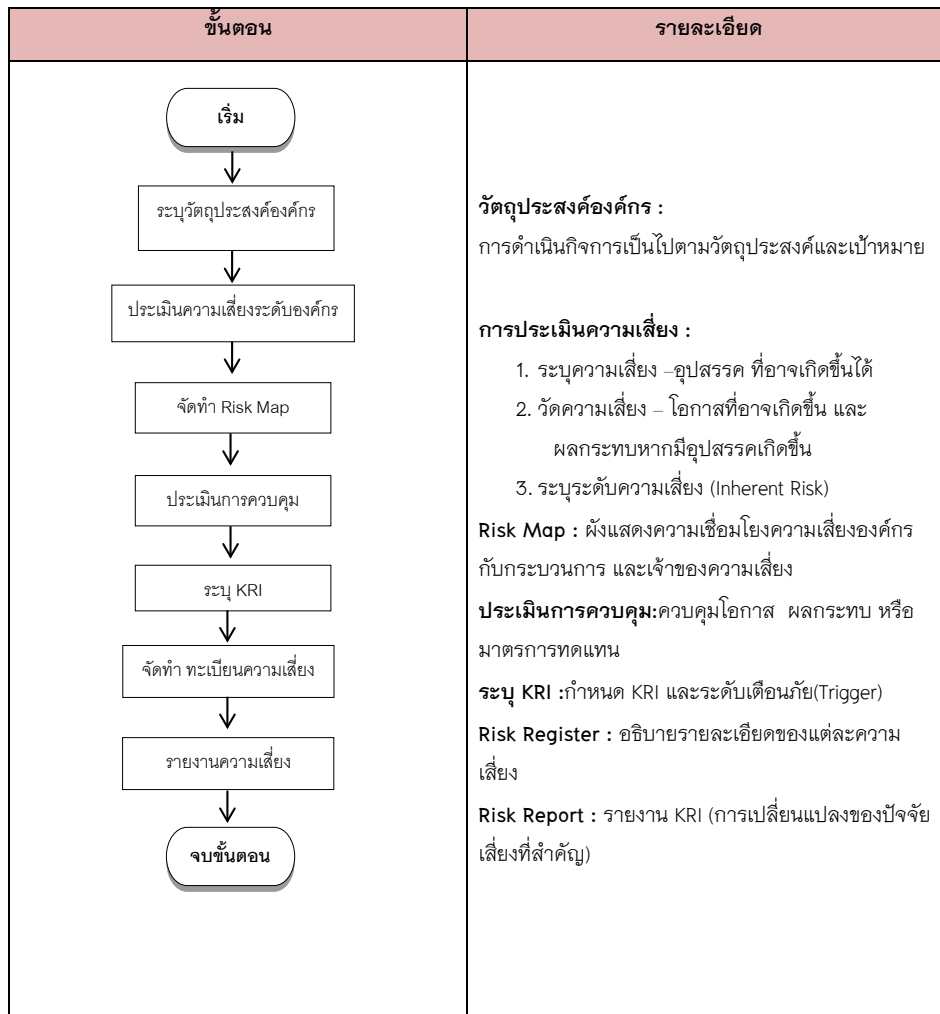 ขั้นตอน
รายละเอียด
เริ่ม
ระบุวัตถุประสงค์องค์กร
ประเมินความเสี่ยงระดับองค์กร
จัดทำ Risk Map
ประเมินการควบคุม
ระบุ KRI
จัดทำ ทะเบียนความเสี่ยง
รายงานความเสี่ยง
จบขั้นตอน
วัตถุประสงค์องค์กร :
การดำเนินกิจการเป็นไปตามวัตถุประสงค์และเป้าหมาย
การประเมินความเสี่ยง :
1. ระบุความเสี่ยง –อุปสรรค ที่อาจเกิดขึ้นได้
2. วัดความเสี่ยง – โอกาสที่อาจเกิดขึ้น และ
ผลกระทบหากมีอุปสรรคเกิดขึ้น
3. ระบุระดับความเสี่ยง (Inherent Risk)
Risk Map : ผังแสดงความเชื่อมโยงความเสี่ยงองค์กร
กับกระบวนการ และเจ้าของความเสี่ยง
ประเมินการควบคุม:ควบคุมโอกาส ผลกระทบ หรือ
มาตรการทดแทน
ระบุ KRI :กำหนด KRI และระดับเตือนภัย(Trigger)
Risk Register : อธิบายรายละเอียดของแต่ละความ
เสี่ยง
Risk Report : รายงาน KRI (การเปลี่ยนแปลงของปัจจัย
เสี่ยงที่สำคัญ)